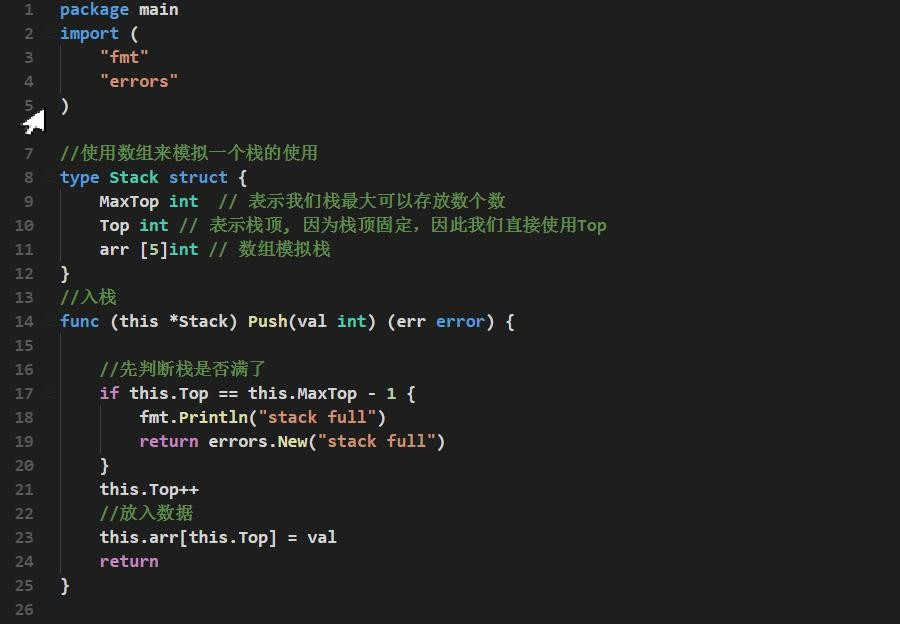 1 package main
2 import (
3 "fmt"
4 "errors"
5 )
7 //使用数组来模拟一个栈的使用
8 type Stack struct {
9 MaxTop int // 表示我们栈最大可以存放数个数
10 Top int // 表示栈顶, 因为栈顶固定，因此我们直接使用Top
11 arr [5]int // 数组模拟栈
12 }
13 //入栈
14 func (this *Stack) Push(val int) (err error) {
15
16 //先判断栈是否满了
17 if this.Top == this.MaxTop - 1 {
18 fmt.Println("stack full")
19 return errors.New("stack full")
20 }
21 this.Top++
22 //放入数据
23 this.arr[this.Top] = val
24 return
25 }
26